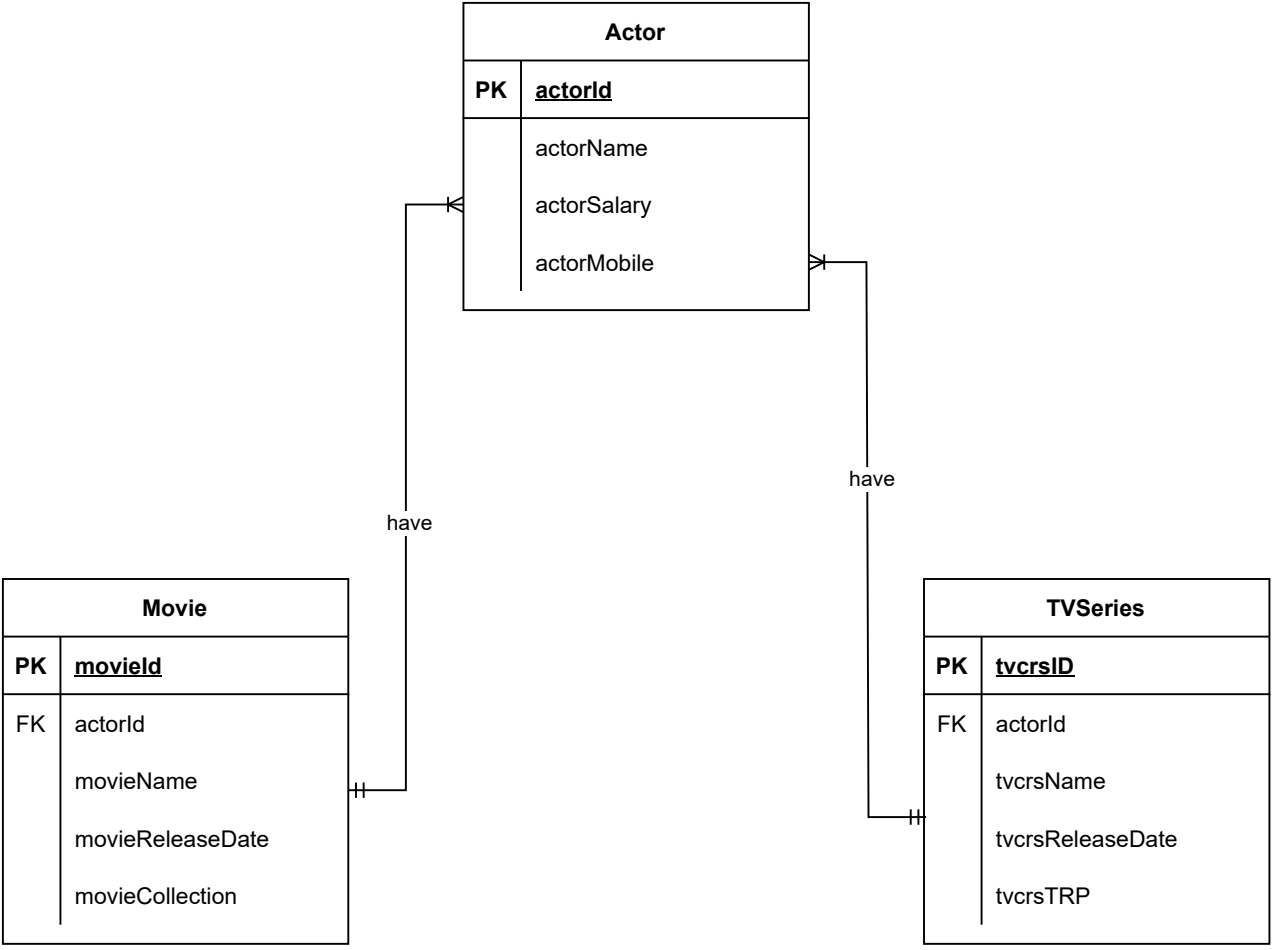 Actor
PK actorId
actorName
actorSalary
actorMobile
have
have
Movie
PK movieId
FK actorId
movieName
movieReleaseDate
movieCollection
TVSeries
PK tvcrsID
FK actorId
tvcrsName
tvcrsReleaseDate
tvcrsTRP